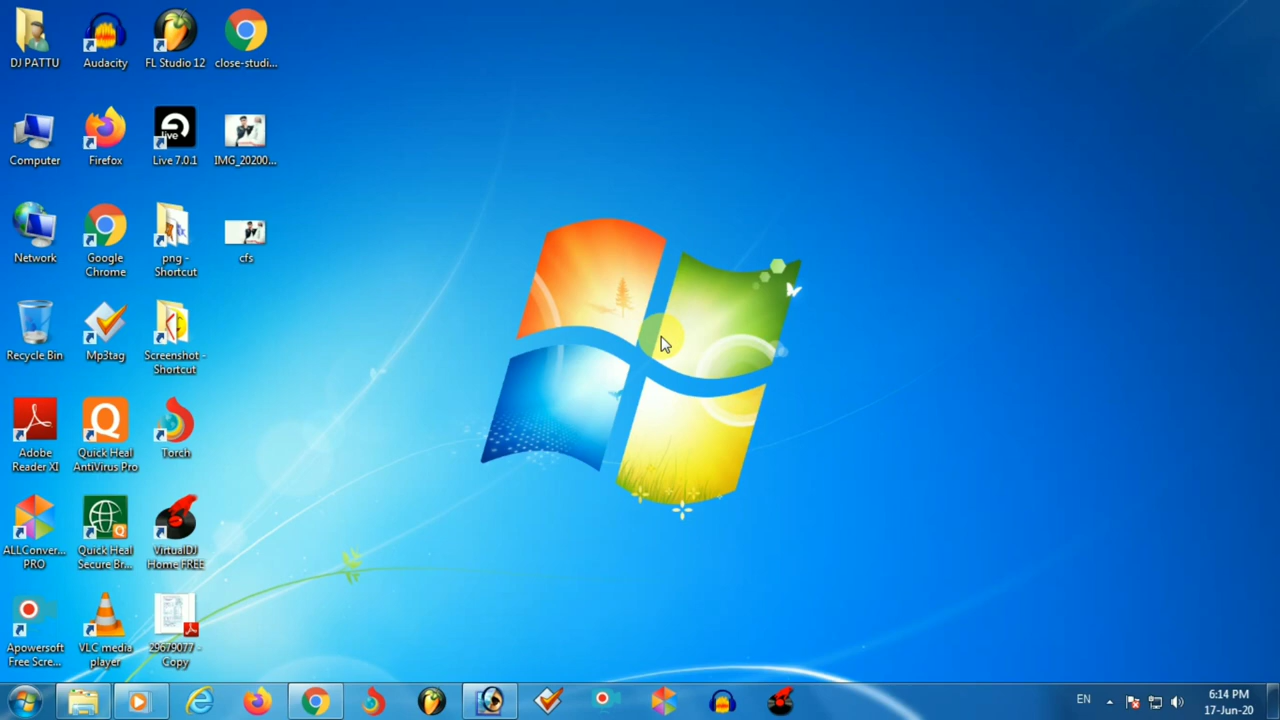 DJ PATTU
Audacity
FL Studio 12
close-studi...
Computer
Firefox
Live 7.0.1
IMG_20200...
Network
Google
Chrome
png -
Shortcut
cfs
Recycle Bin
Mp3tag
Screenshot -
Shortcut
Adobe
Reader XI
Quick Heal
AntiVirus Pro
Torch
ALLConver...
PRO
Quick Heal
Secure Br...
VirtualDJ
Home FREE
Apowersoft
Free Scre...
VLC media
player
29679077 -
Copy
live
EN
6:14 PM
17-Jun-20